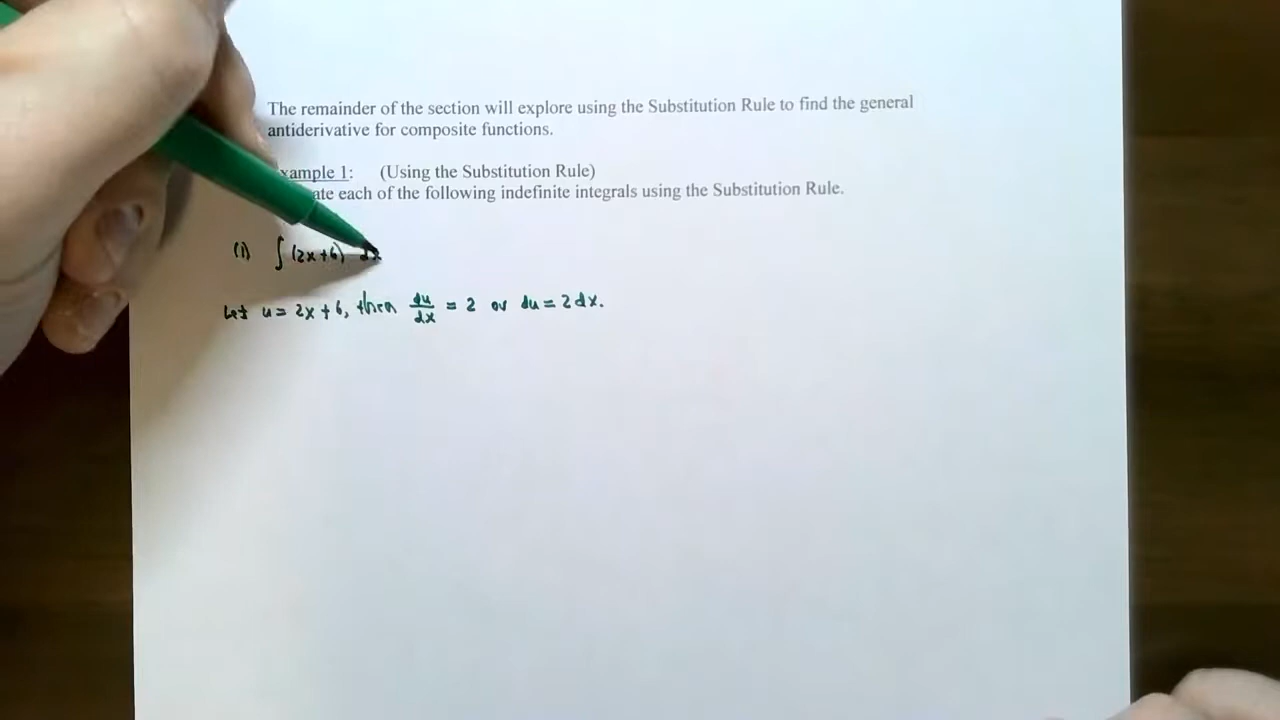 The remainder of the section will explore using the Substitution Rule to find the general
antiderivative for composite functions.
xample 1: (Using the Substitution Rule)
ate each of the following indefinite integrals using the Substitution Rule.
(1) ∫ (2x+6) dx
Let u = 2x+6, then du/dx = 2 or du = 2dx.